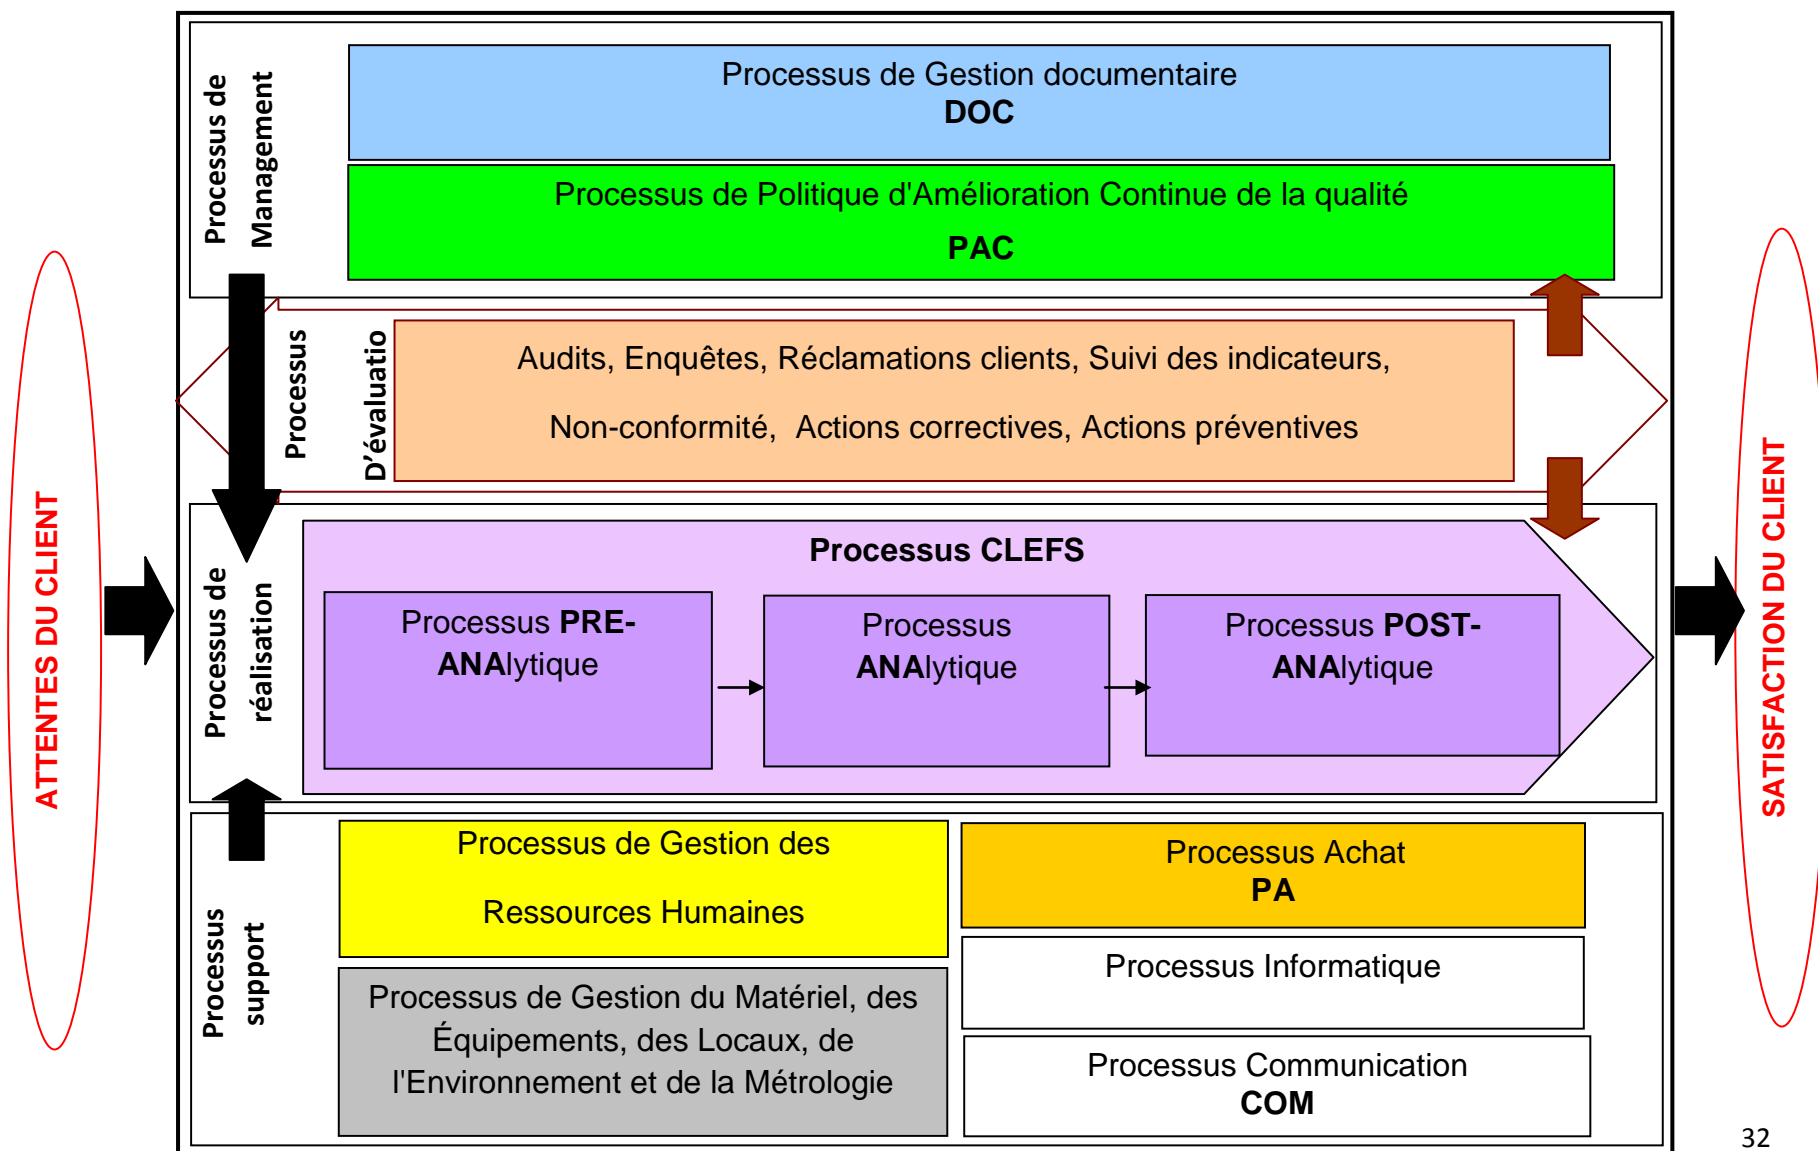 Processus de
Management
Processus de Gestion documentaire
DOC
Processus de Politique d'Amélioration Continue de la qualité
PAC
Processus
D'évaluatio
Audits, Enquêtes, Réclamations clients, Suivi des indicateurs,
Non-conformité, Actions correctives, Actions préventives
ATTENTES DU CLIENT
Processus de
réalisation
Processus CLEFS
Processus PRE-
ANAlytique
Processus
ANAlytique
Processus POST-
ANAlytique
SATISFACTION DU CLIENT
Processus
support
Processus de Gestion des
Ressources Humaines
Processus Achat
PA
Processus de Gestion du Matériel, des
Équipements, des Locaux, de
l'Environnement et de la Métrologie
Processus Informatique
Processus Communication
COM
32